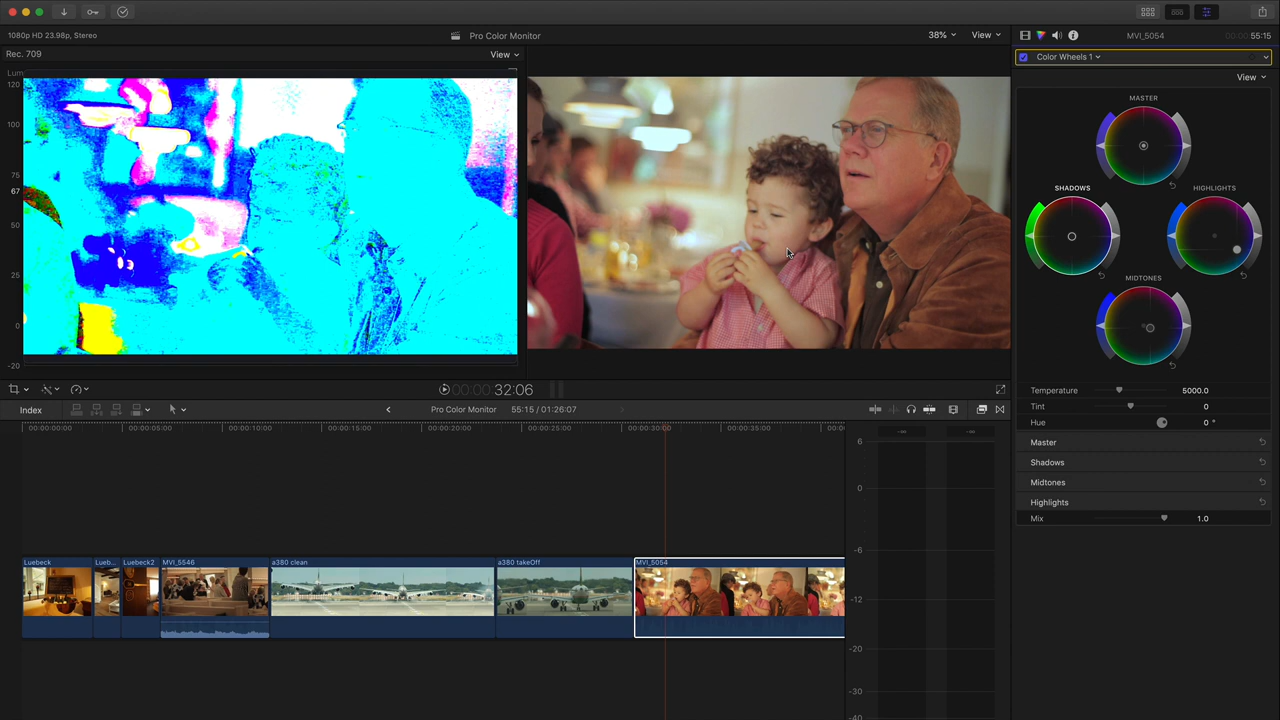 1080p HD 23.98p, Stereo
Pro Color Monitor
38%
View
MVI_5054
00:00:55:15
Rec. 709
View
Color Wheels 1
View
Lum
120
100
75
67
50
25
0
-20
MASTER
SHADOWS
HIGHLIGHTS
MIDTONES
Temperature 5000.0
Tint 0
Hue 0 °
Master
Shadows
Midtones
Highlights
Mix 1.0
00:00:32:06
Index
Pro Color Monitor
55:15 / 01:26:07
00:00:00:00
00:00:05:00
00:00:10:00
00:00:15:00
00:00:20:00
00:00:25:00
00:00:30:00
00:00:35:00
6
0
-6
-12
-20
-30
-40
-∞
-∞
Luebeck
Lueb...
Luebeck2
MVI_5546
a380 clean
a380 takeOff
MVI_5054